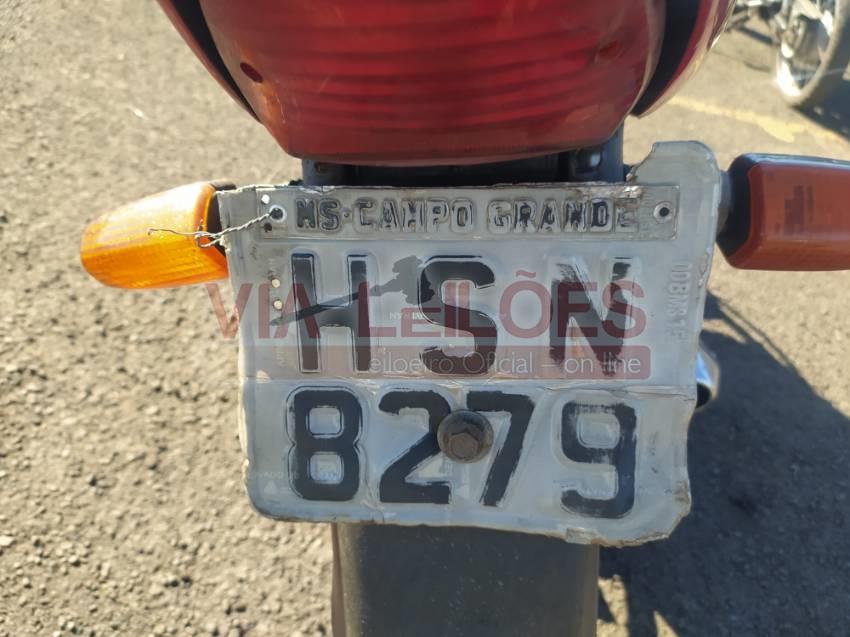 MS-CAMPO GRANDE
HSN
8279
VIA LEILÕES
Leiloeiro Oficial - on line